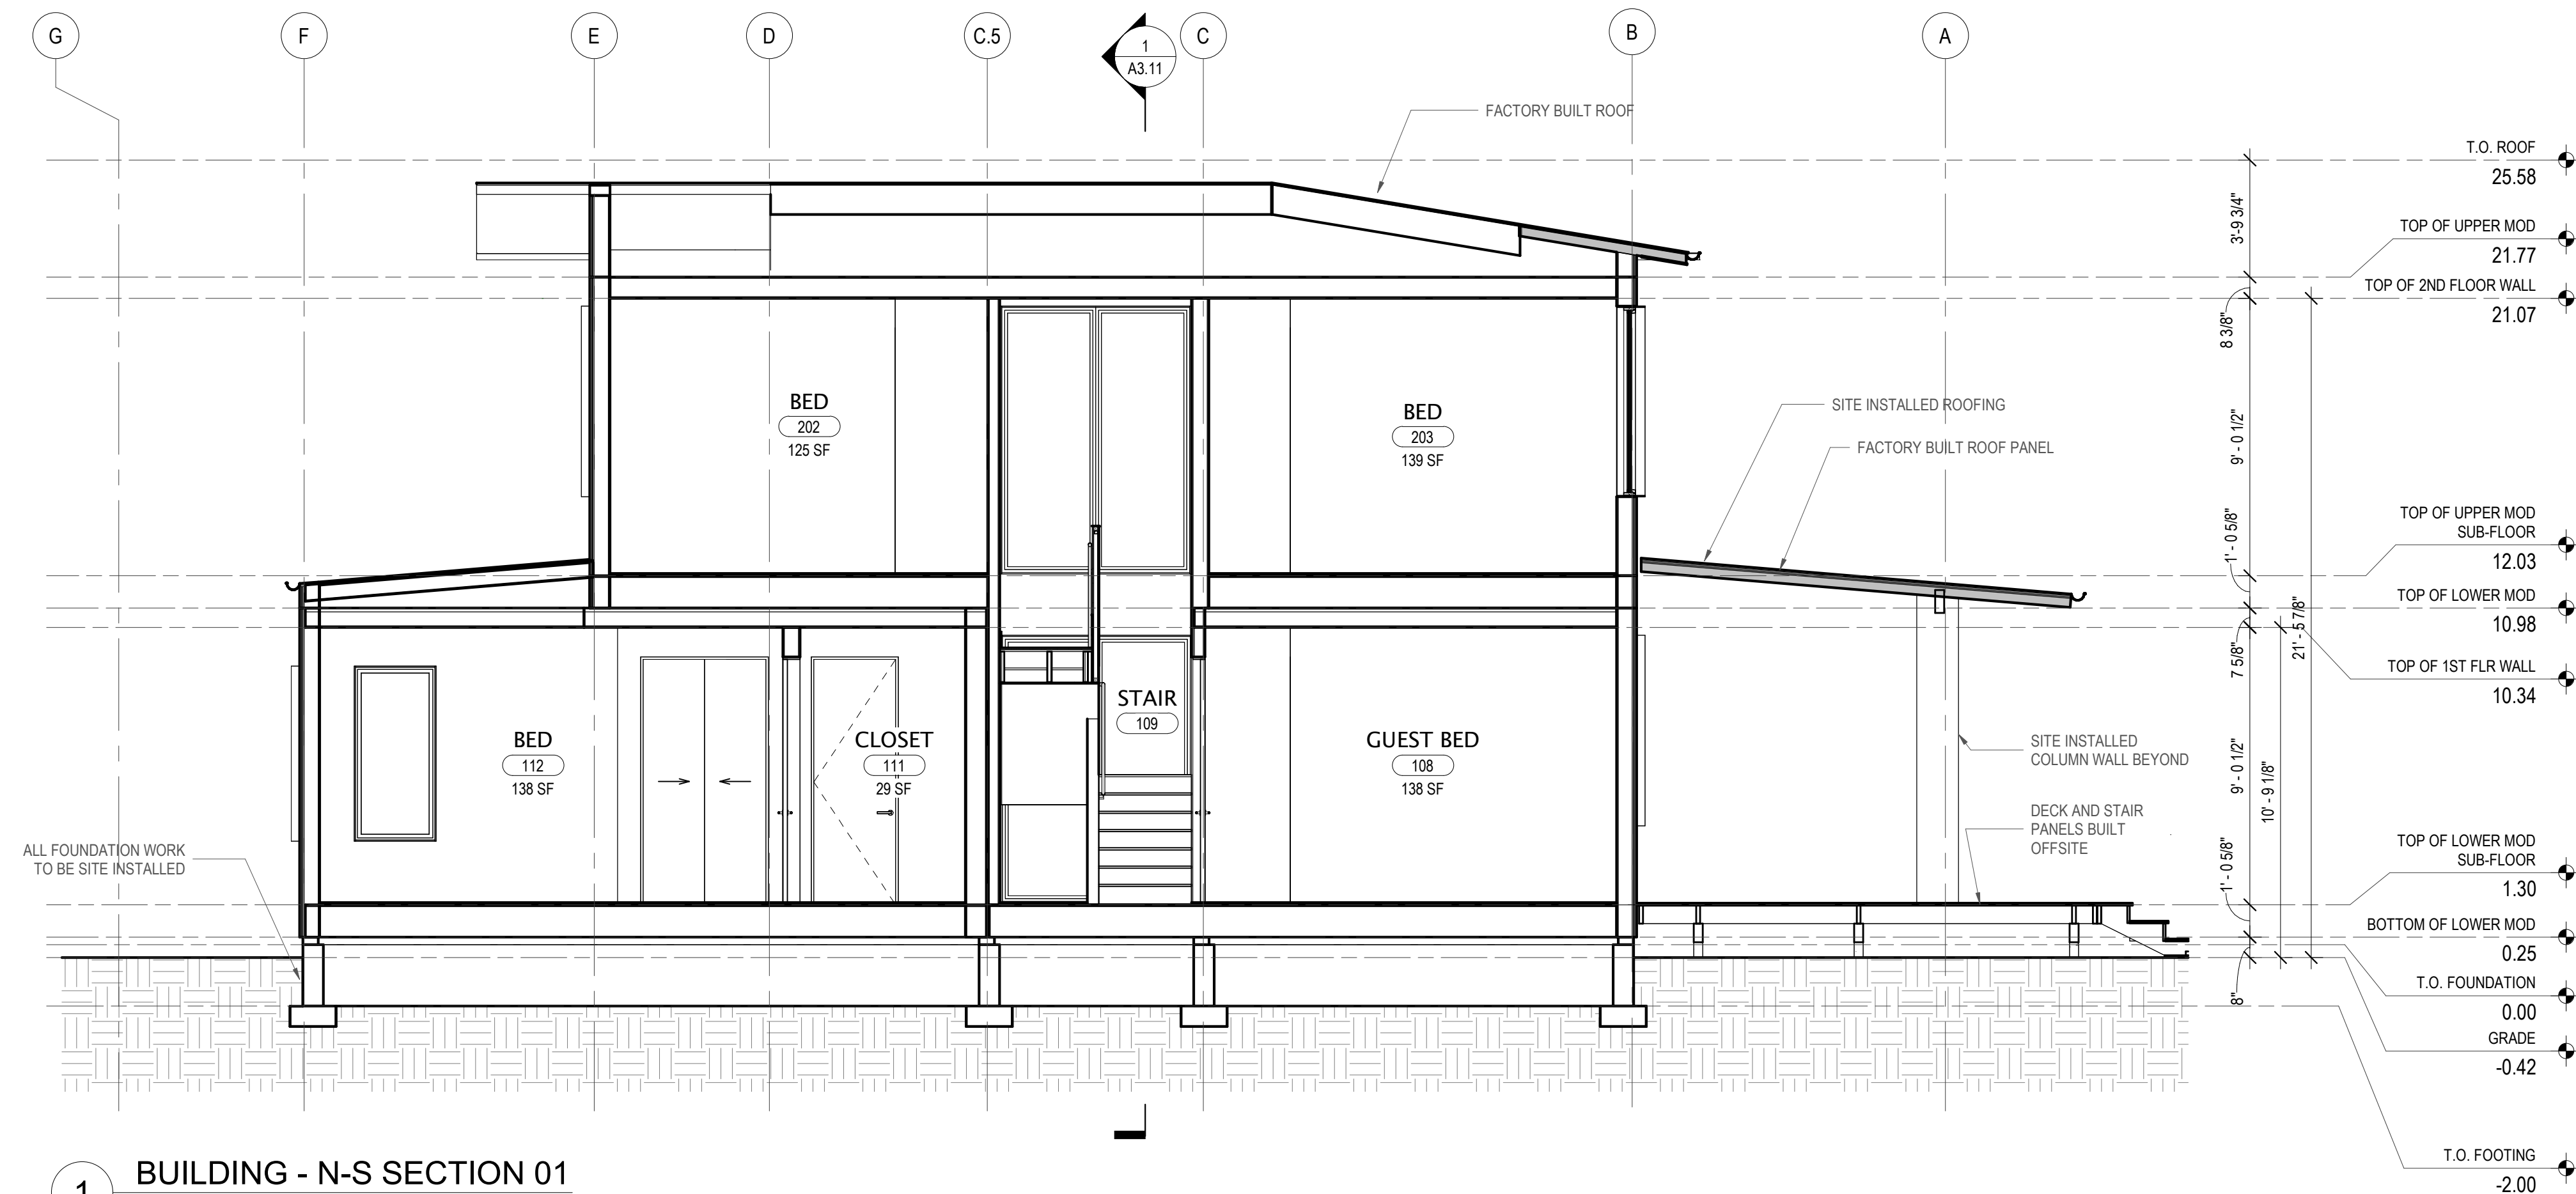 G
F
E
D
C.5
1
A3.11
C
B
A
FACTORY BUILT ROOF
T.O. ROOF
25.58
3'-9 3/4"
TOP OF UPPER MOD
21.77
TOP OF 2ND FLOOR WALL
21.07
8 3/8"
BED
202
125 SF
BED
203
139 SF
SITE INSTALLED ROOFING
FACTORY BUILT ROOF PANEL
9' - 0 1/2"
TOP OF UPPER MOD
SUB-FLOOR
12.03
1' - 0 5/8"
TOP OF LOWER MOD
10.98
7 5/8"
21' - 5 7/8"
TOP OF 1ST FLR WALL
10.34
BED
112
138 SF
CLOSET
111
29 SF
STAIR
109
GUEST BED
108
138 SF
SITE INSTALLED
COLUMN WALL BEYOND
9' - 0 1/2"
10' - 9 1/8"
DECK AND STAIR
PANELS BUILT
OFFSITE
ALL FOUNDATION WORK
TO BE SITE INSTALLED
TOP OF LOWER MOD
SUB-FLOOR
1.30
1' - 0 5/8"
BOTTOM OF LOWER MOD
0.25
T.O. FOUNDATION
0.00
8"
GRADE
-0.42
T.O. FOOTING
-2.00
1
BUILDING - N-S SECTION 01